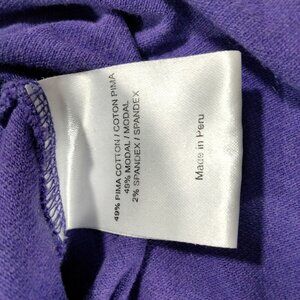 49% PIMA COTTON / COTON PIMA
49% MODAL / MODAL
2% SPANDEX / SPANDEX
Made in Peru